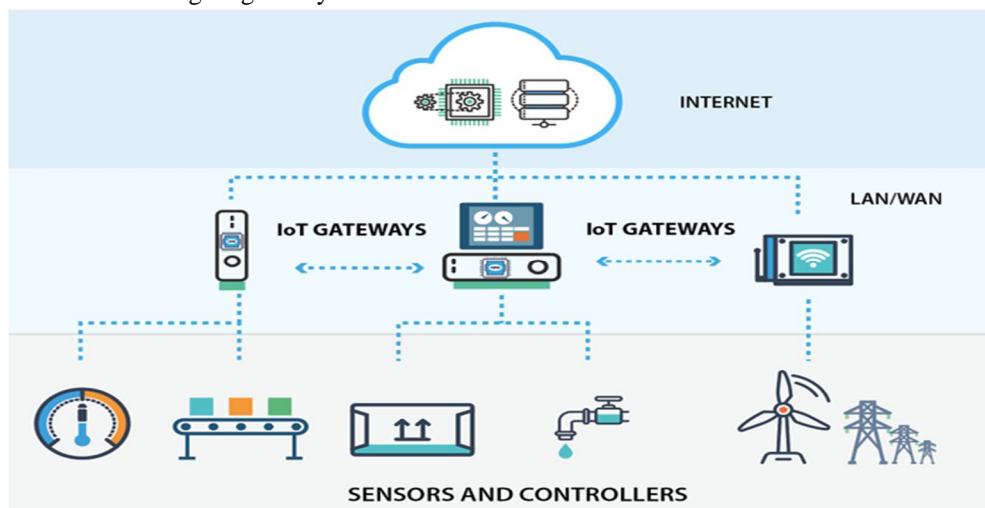 INTERNET
LAN/WAN
IoT GATEWAYS
IoT GATEWAYS
SENSORS AND CONTROLLERS